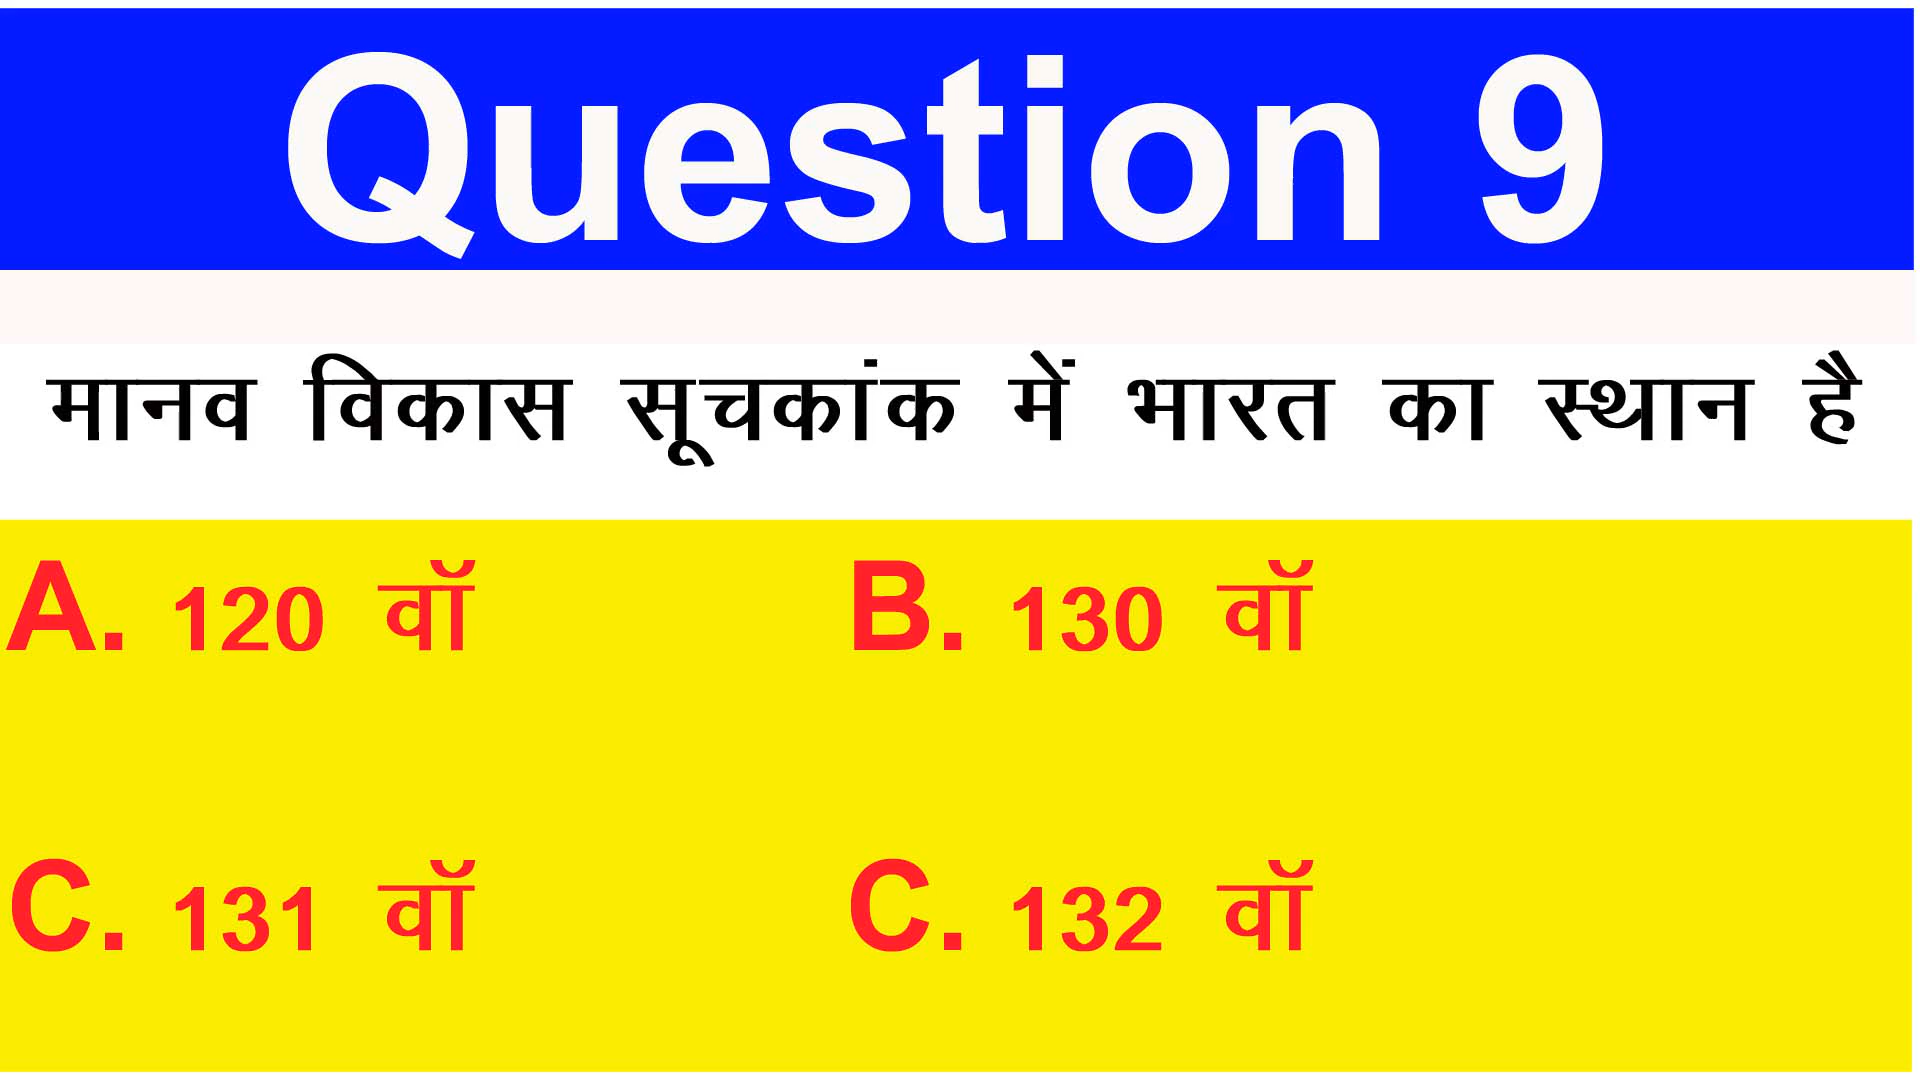 Question 9
मानव विकास सूचकांक में भारत का स्थान है
A. 120 वॉ B. 130 वॉ
C. 131 वॉ C. 132 वॉ